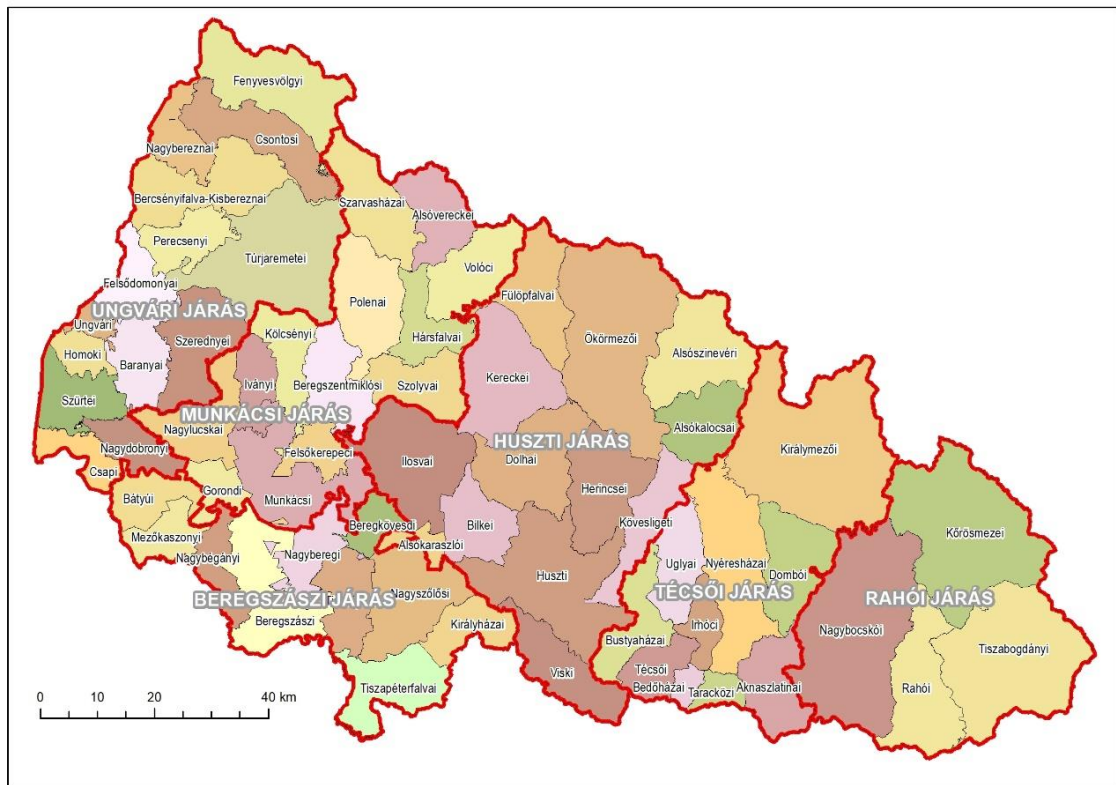 Fenyvesvölgyi
Csontosi
Nagybereznai
Bercsényifalva-Kisbereznai
Szarvasházai
Alsóvereckei
Perecsenyi
Túrjaremetei
Volóci
Felsődomonyai
Polenai
Fülöpfalvai
UNGVÁRI JÁRÁS
Ungvári
Szerednyei
Kölcsényi
Hársfalvai
Ökörmezői
Alsószinevéri
Homoki
Baranyai
Iványi
Beregszentmiklósi
Szolyvai
Kereckei
Szürtei
MUNKÁCSI JÁRÁS
Nagylucskai
Alsókalocsai
Királymezői
HUSZTI JÁRÁS
Nagydobronyi
Felsőkerepeci
Ilosvai
Dolhai
Csapi
Gorondi
Munkácsi
Herincsei
Bátyúi
Mezőkaszonyi
Beregkövesdi
Bilkei
Kövesligeti
Kőrösmezei
Nagybégányi
Nagyberegi
Alsókaraszlói
Uglyai
Nyéresházai
Dombói
Huszti
BEREGSZÁSZI JÁRÁS
Nagyszőlősi
TÉCSŐI JÁRÁS
RAHÓI JÁRÁS
Beregszászi
Királyházai
Irhóci
Bustyaházai
Nagybocskói
Tiszabogdányi
Viski
Técsői
Bedőházai
Taracközi
Aknaszlatinai
Rahói
Tiszapéterfalvai
0 10 20 40 km